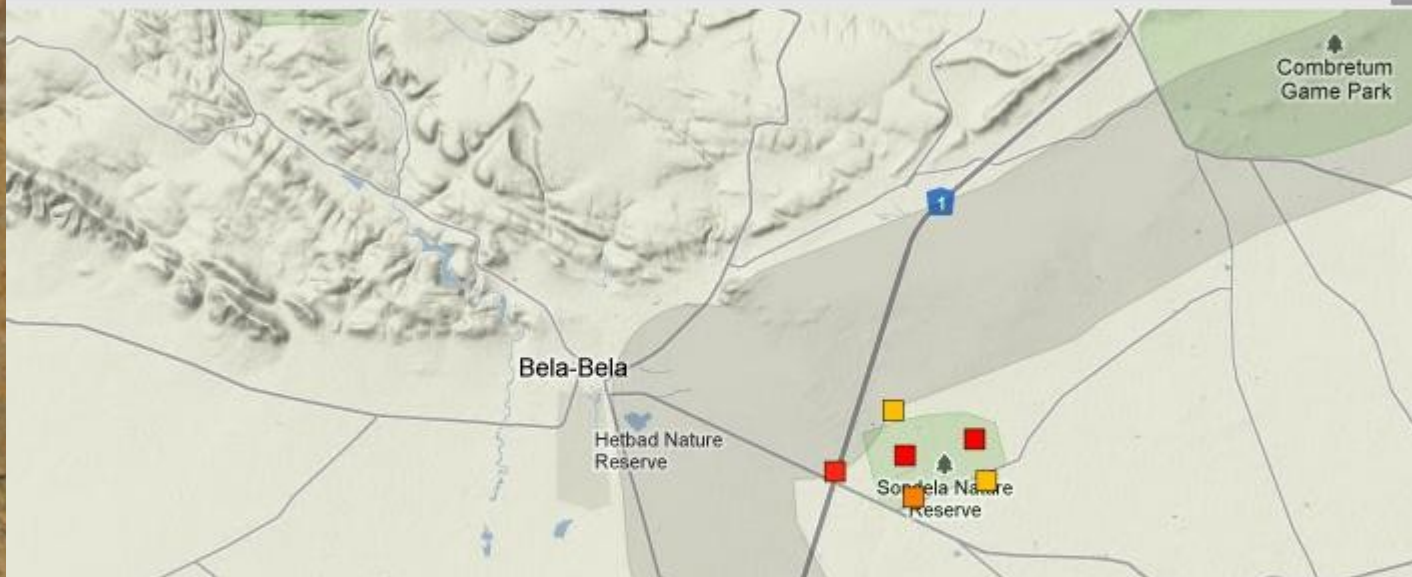 Combretum
Game Park
1
Bela-Bela
Hetbad Nature
Reserve
Sondela Nature
Reserve